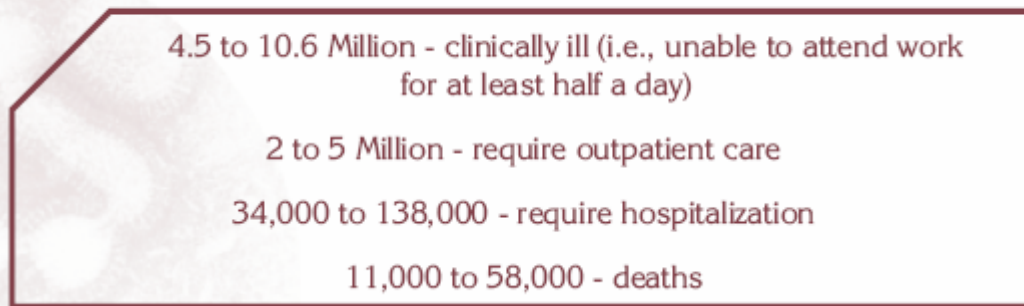 4.5 to 10.6 Million - clinically ill (i.e., unable to attend work
for at least half a day)
2 to 5 Million - require outpatient care
34,000 to 138,000 - require hospitalization
11,000 to 58,000 - deaths